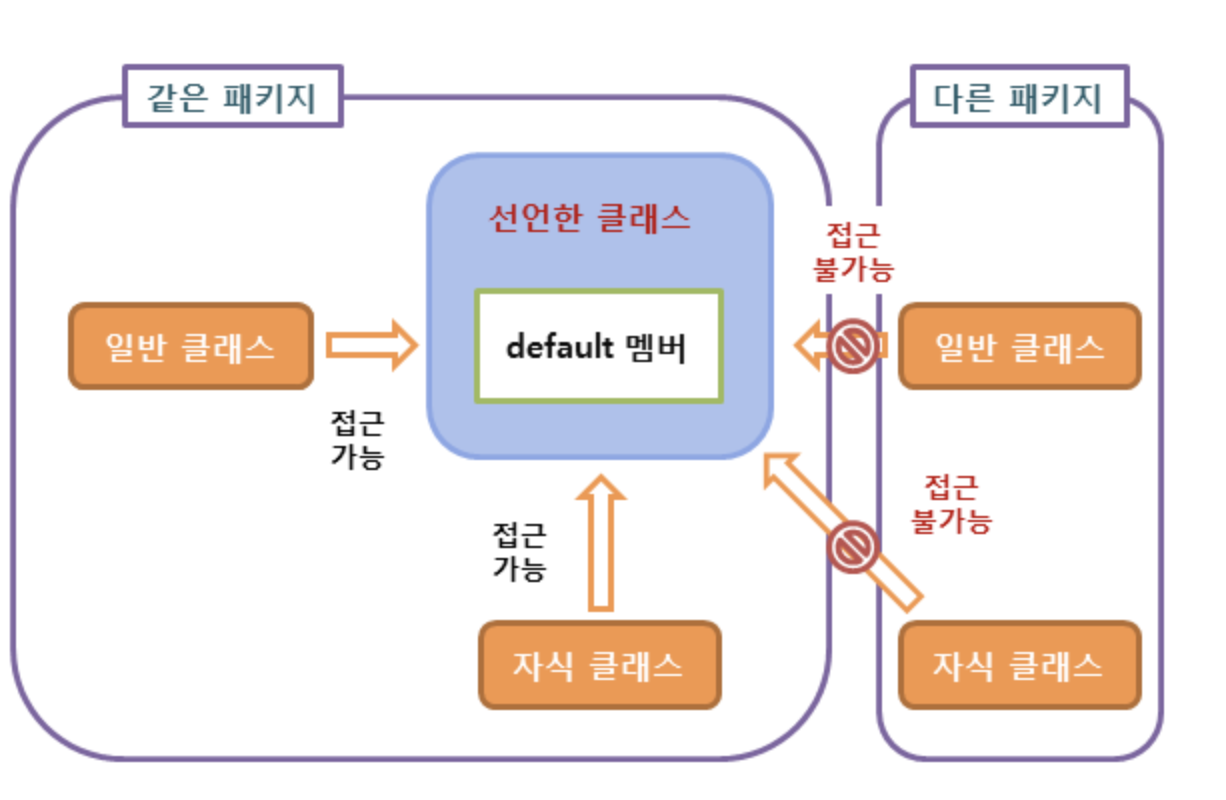 같은 패키지
다른 패키지
선언한 클래스
접근
불가능
일반 클래스
default 멤버
일반 클래스
접근
가능
접근
불가능
접근
가능
자식 클래스
자식 클래스